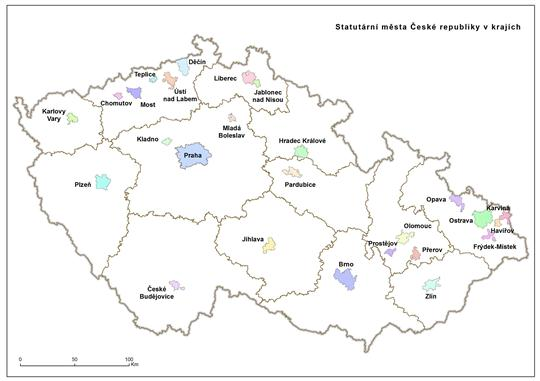 Statutární města České republiky v krajích
Děčín
Teplice
Ústí
nad Labem
Liberec
Jablonec
nad Nisou
Chomutov
Most
Karlovy
Vary
Mladá
Boleslav
Kladno
Hradec Králové
Praha
Plzeň
Pardubice
Opava
Karviná
Ostrava
Havířov
Olomouc
Frýdek-Místek
Jihlava
Prostějov
Přerov
Brno
České
Budějovice
Zlín
0 50 100
Km